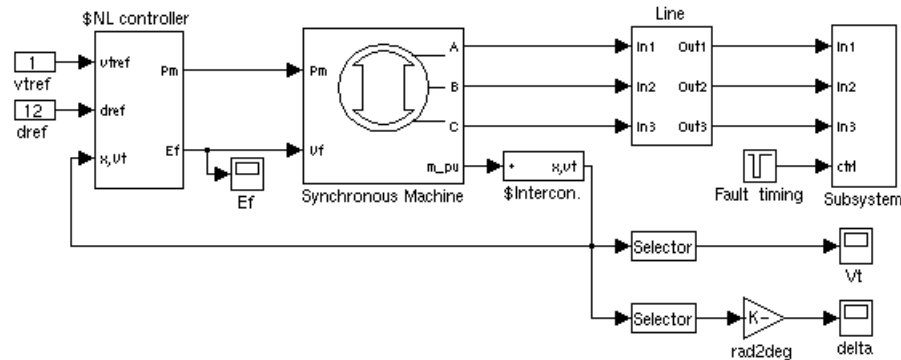 $NL controller
Line
1
vtref
12
dref
vtref
dref
x,vt
Pm
Ef
Ef
Pm
Vf
A
B
C
m_pu
Synchronous Machine
x,vt
$Intercon.
In1
In2
In3
Out1
Out2
Out3
In1
In2
In3
ctrl
Subsystem
Fault timing
Selector
Vt
Selector
K-
rad2deg
delta